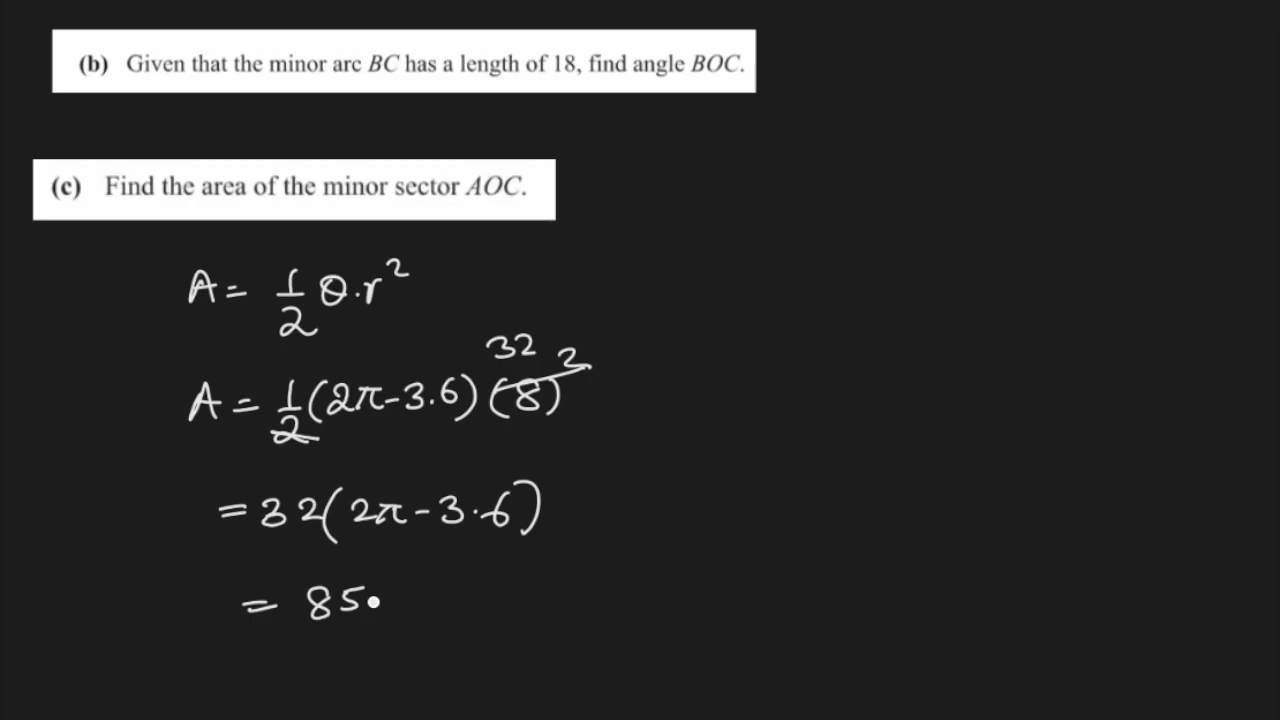 (b) Given that the minor arc BC has a length of 18, find angle BOC.
(c) Find the area of the minor sector AOC.
A = 1/2 θ.r²
A = 1/2 (2π-3.6) (8)² 32
= 32(2π-3.6)
= 85.